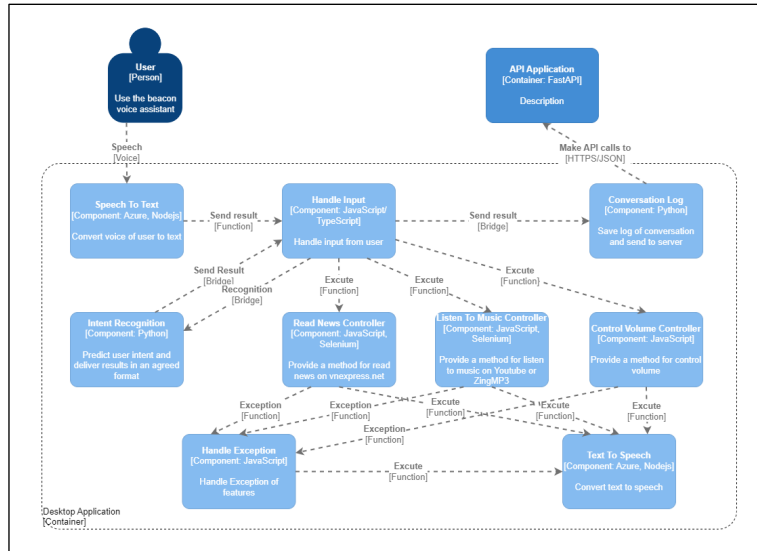 User
[Person]
Use the beacon
voice assistant
API Application
[Container: FastAPI]
Description
Speech
[Voice]
Make API calls to
[HTTPS/JSON]
Speech To Text
[Component: Azure, Nodejs]
Convert voice of user to text
Send result
[Function]
Handle Input
[Component: JavaScript/
TypeScript]
Handle input from user
Send result
[Bridge]
Conversation Log
[Component: Python]
Save log of conversation
and send to server
Send Result
[Bridge]
Recognition
[Bridge]
Excute
[Function]
Excute
[Function]
Excute
[Function]
Intent Recognition
[Component: Python]
Predict user intent and
deliver results in an agreed
format
Read News Controller
[Component: JavaScript,
Selenium]
Provide a method for read
news on vnexpress.net
Listen To Music Controller
[Component: JavaScript,
Selenium]
Provide a method for listen
to music on Youtube or
ZingMP3
Control Volume Controller
[Component: JavaScript]
Provide a method for control
volume
Exception
[Function]
Exception
[Function]
Exception
[Function]
Excute
[Function]
Excute
[Function]
Excute
[Function]
Handle Exception
[Component: JavaScript]
Handle Exception of
features
Excute
[Function]
Text To Speech
[Component: Azure, Nodejs]
Convert text to speech
Desktop Application
[Container]